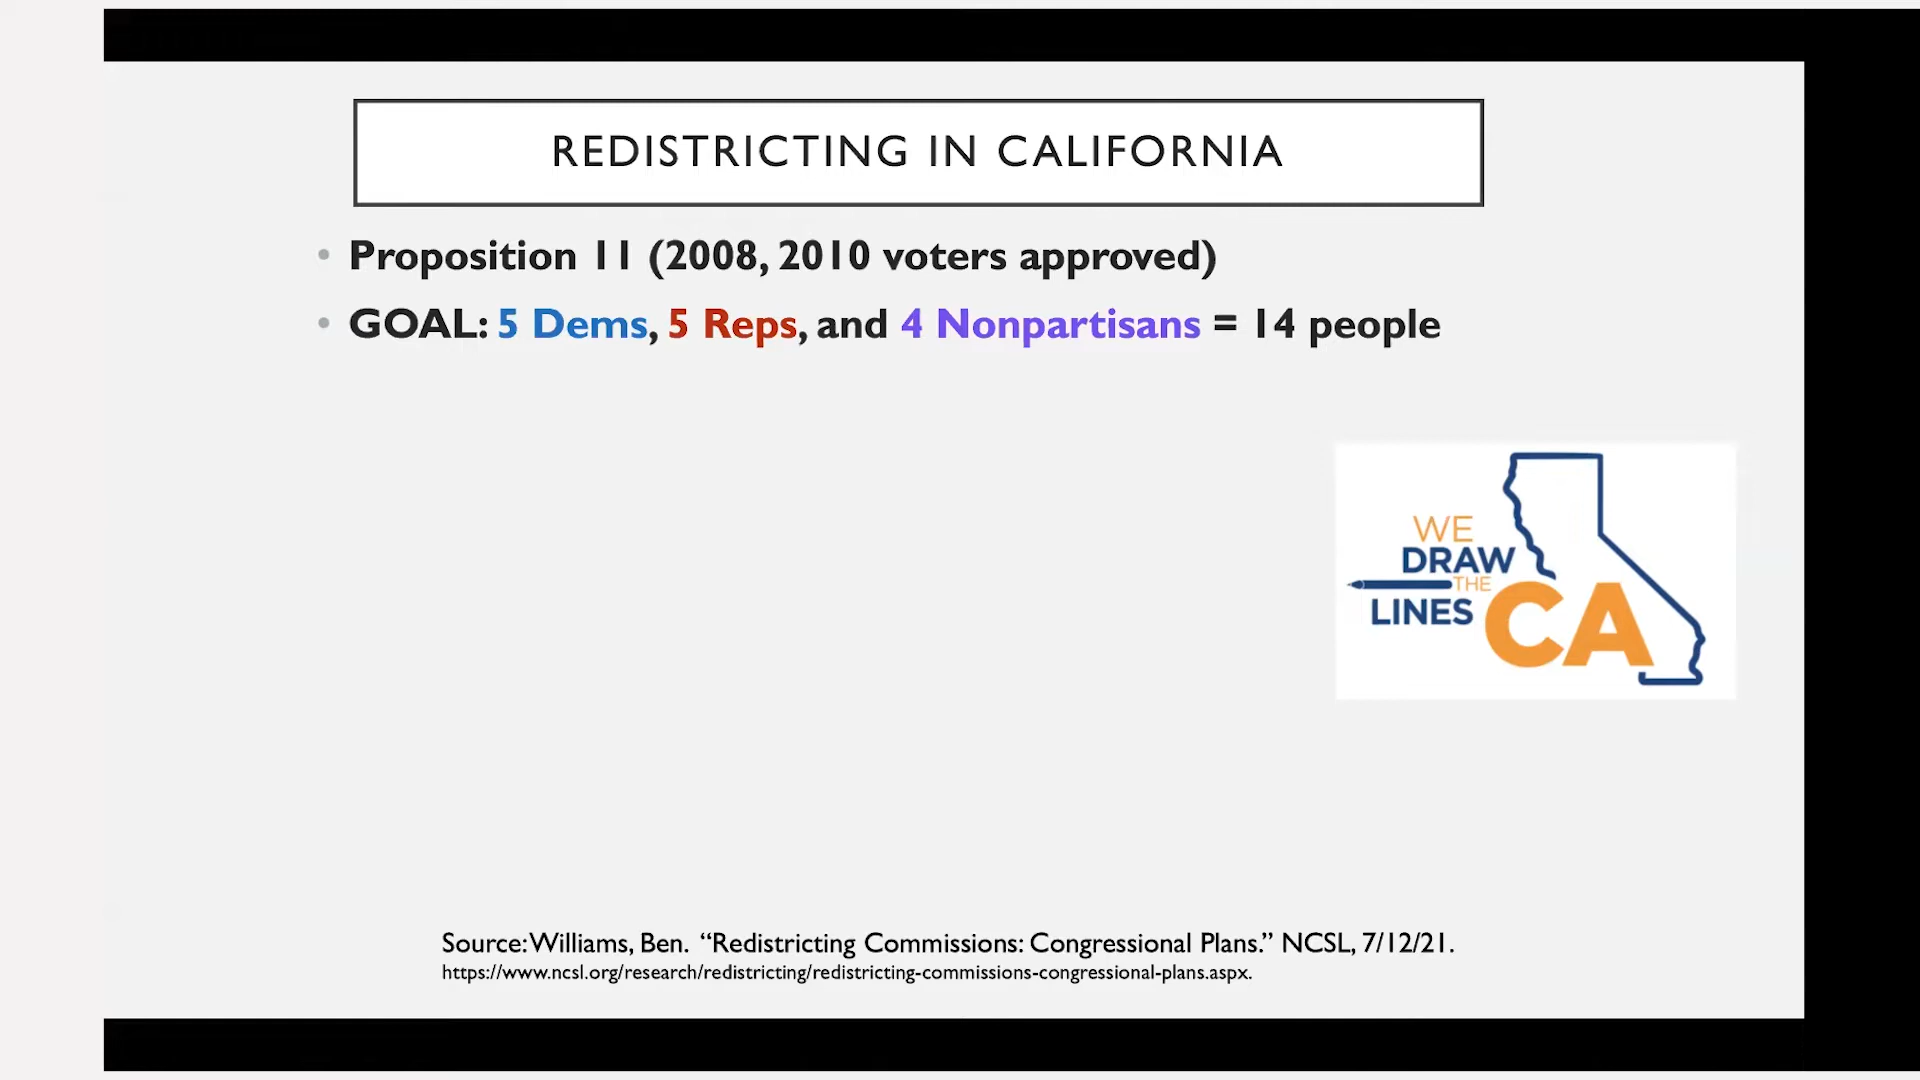 REDISTRICTING IN CALIFORNIA
• Proposition 11 (2008, 2010 voters approved)
• GOAL: 5 Dems, 5 Reps, and 4 Nonpartisans = 14 people
WE
DRAW
THE
LINES
CA
Source: Williams, Ben. “Redistricting Commissions: Congressional Plans.” NCSL, 7/12/21.
https://www.ncsl.org/research/redistricting/redistricting-commissions-congressional-plans.aspx.